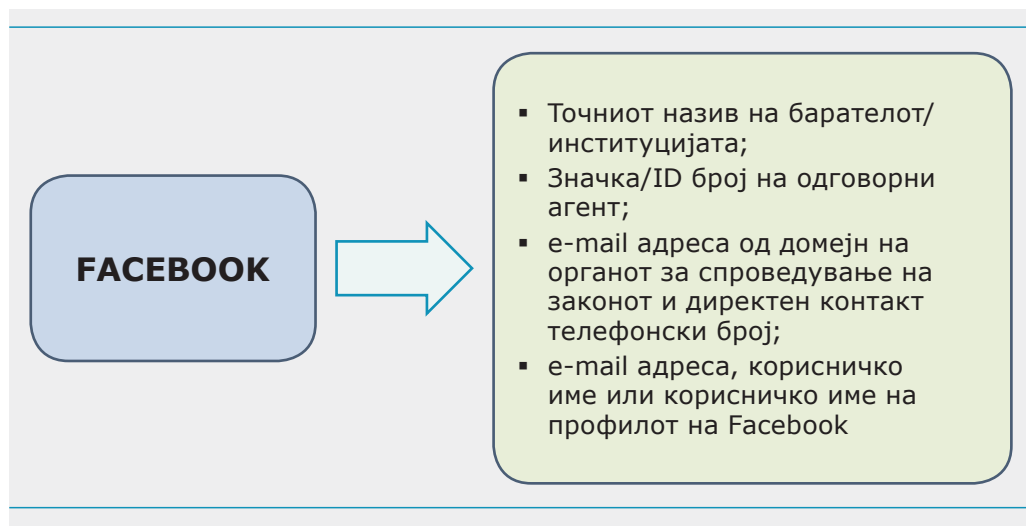 FACEBOOK
▪ Точниот назив на барателот/
институцијата;
▪ Значка/ID број на одговорни
агент;
▪ e-mail адреса од домејн на
органот за спроведување на
законот и директен контакт
телефонски број;
▪ e-mail адреса, корисничко
име или корисничко име на
профилот на Facebook